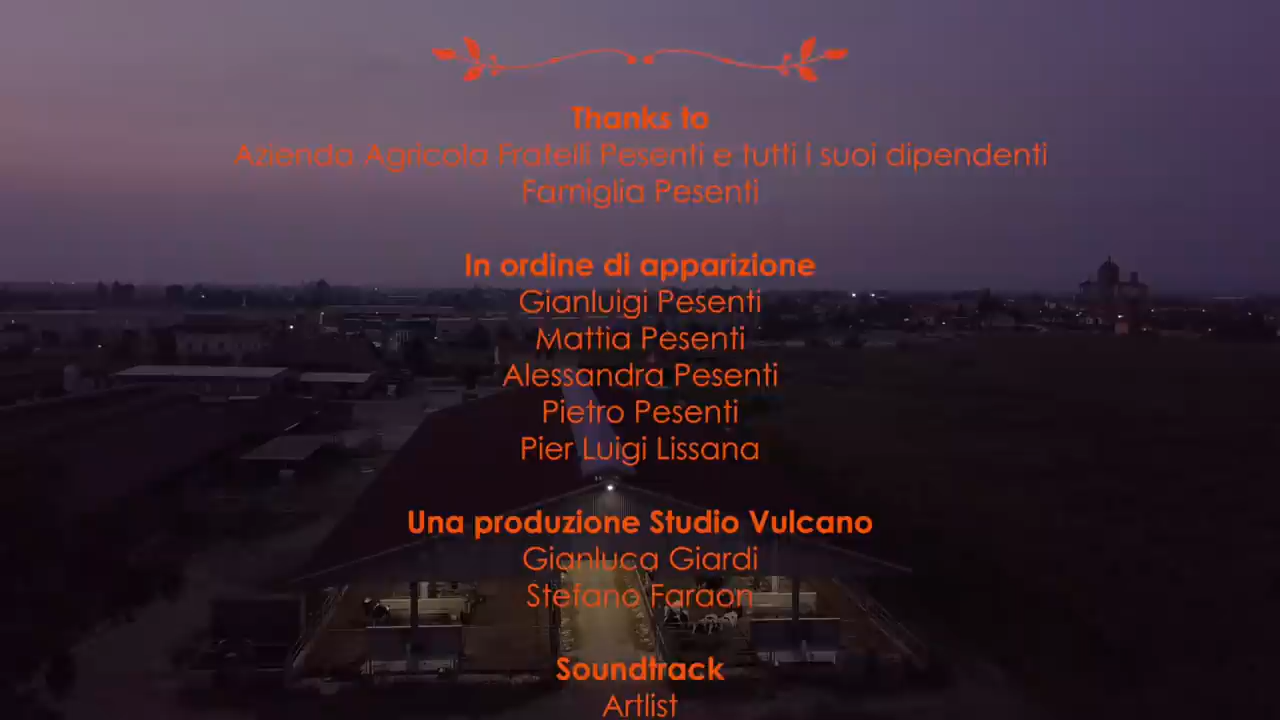 Thanks to
Azienda Agricola Fratelli Pesenti e tutti i suoi dipendenti
Famiglia Pesenti
In ordine di apparizione
Gianluigi Pesenti
Mattia Pesenti
Alessandra Pesenti
Pietro Pesenti
Pier Luigi Lissana
Una produzione Studio Vulcano
Gianluca Giardi
Stefano Faraon
Soundtrack
Artlist